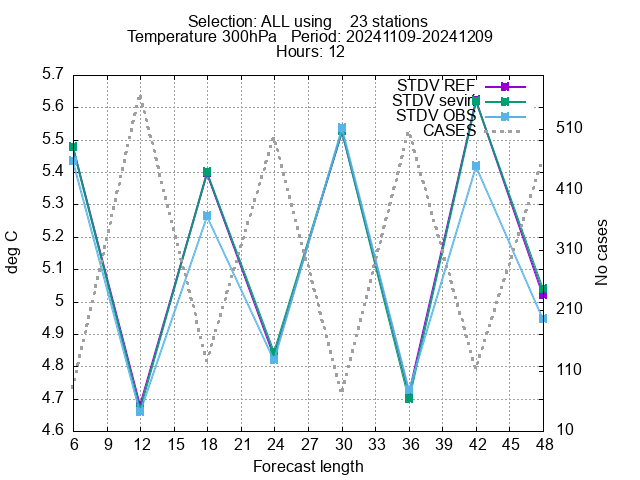 Selection: ALL using 23 stations
Temperature 300hPa Period: 20241109-20241209
Hours: 12
STDV REF
STDV seviri
STDV OBS
CASES
5.7
5.6
5.5
5.4
5.3
5.2
5.1
5
4.9
4.8
4.7
4.6
deg C
510
410
310
210
110
10
No cases
6 9 12 15 18 21 24 27 30 33 36 39 42 45 48
Forecast length